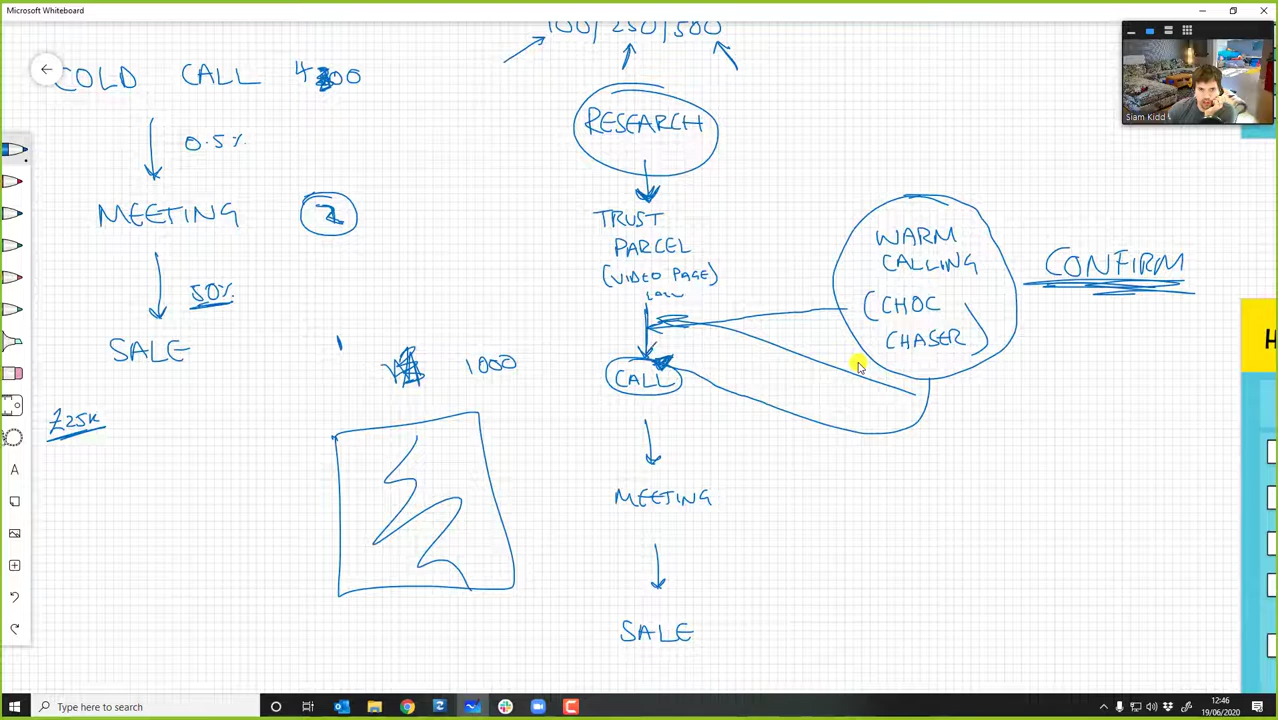 Microsoft Whiteboard
100/250/500
COLD CALL 400
RESEARCH
0.5%
MEETING 2
TRUST
PARCEL
(VIDEO PAGE)
WARM
CALLING
(CHOC
CHASER)
CONFIRM
50%
SALE
1000
CALL
£25K
MEETING
SALE
Siam Kidd
A
H
Type here to search
12:46
19/06/2020